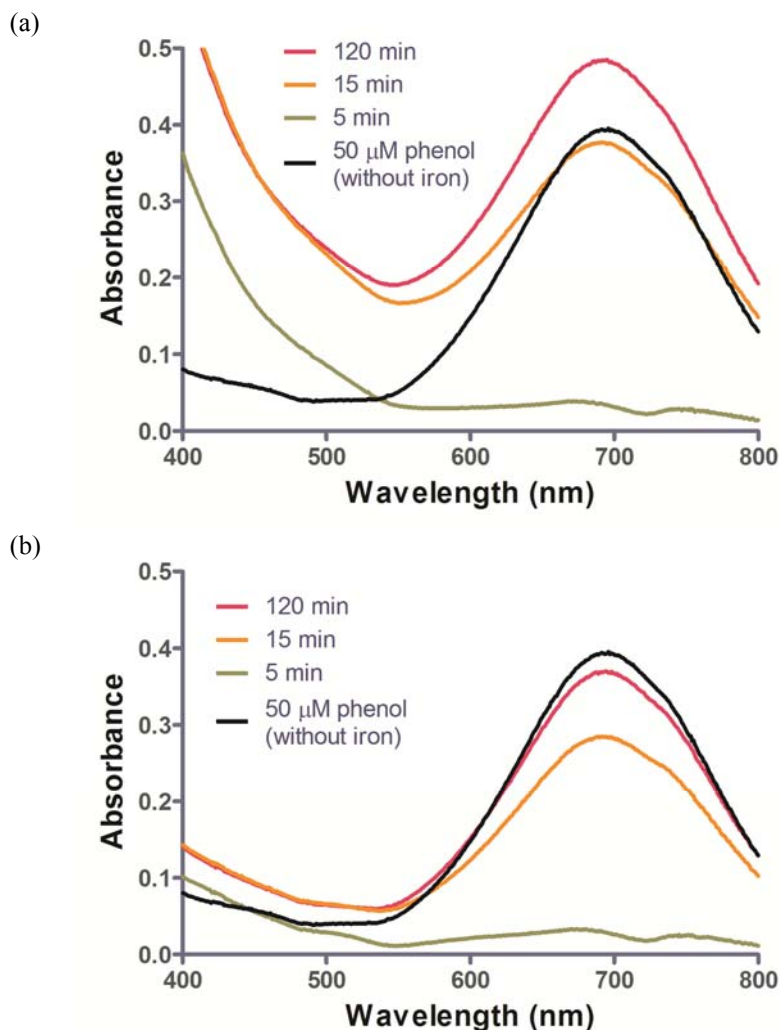 (a)
0.5
0.4
0.3
0.2
0.1
0.0
Absorbance
120 min
15 min
5 min
50 μM phenol
(without iron)
400 500 600 700 800
Wavelength (nm)
(b)
0.5
0.4
0.3
0.2
0.1
0.0
Absorbance
120 min
15 min
5 min
50 μM phenol
(without iron)
400 500 600 700 800
Wavelength (nm)